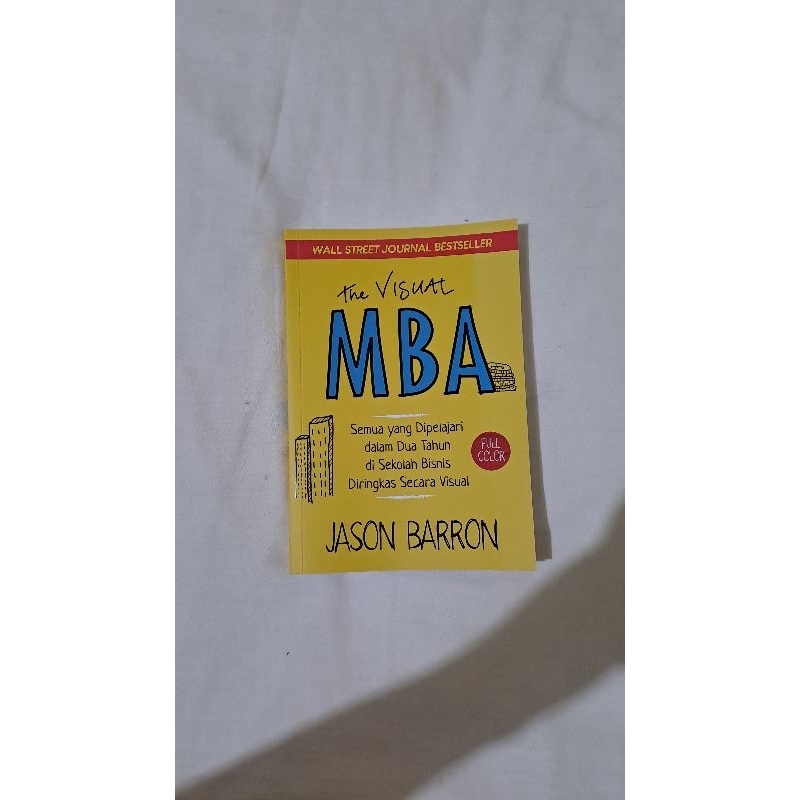 WALL STREET JOURNAL BESTSELLER
the VISUAL
MBA
Semua yang Dipelajari
dalam Dua Tahun
di Sekolah Bisnis
Diringkas Secara Visual
FULL
COLOR
JASON BARRON